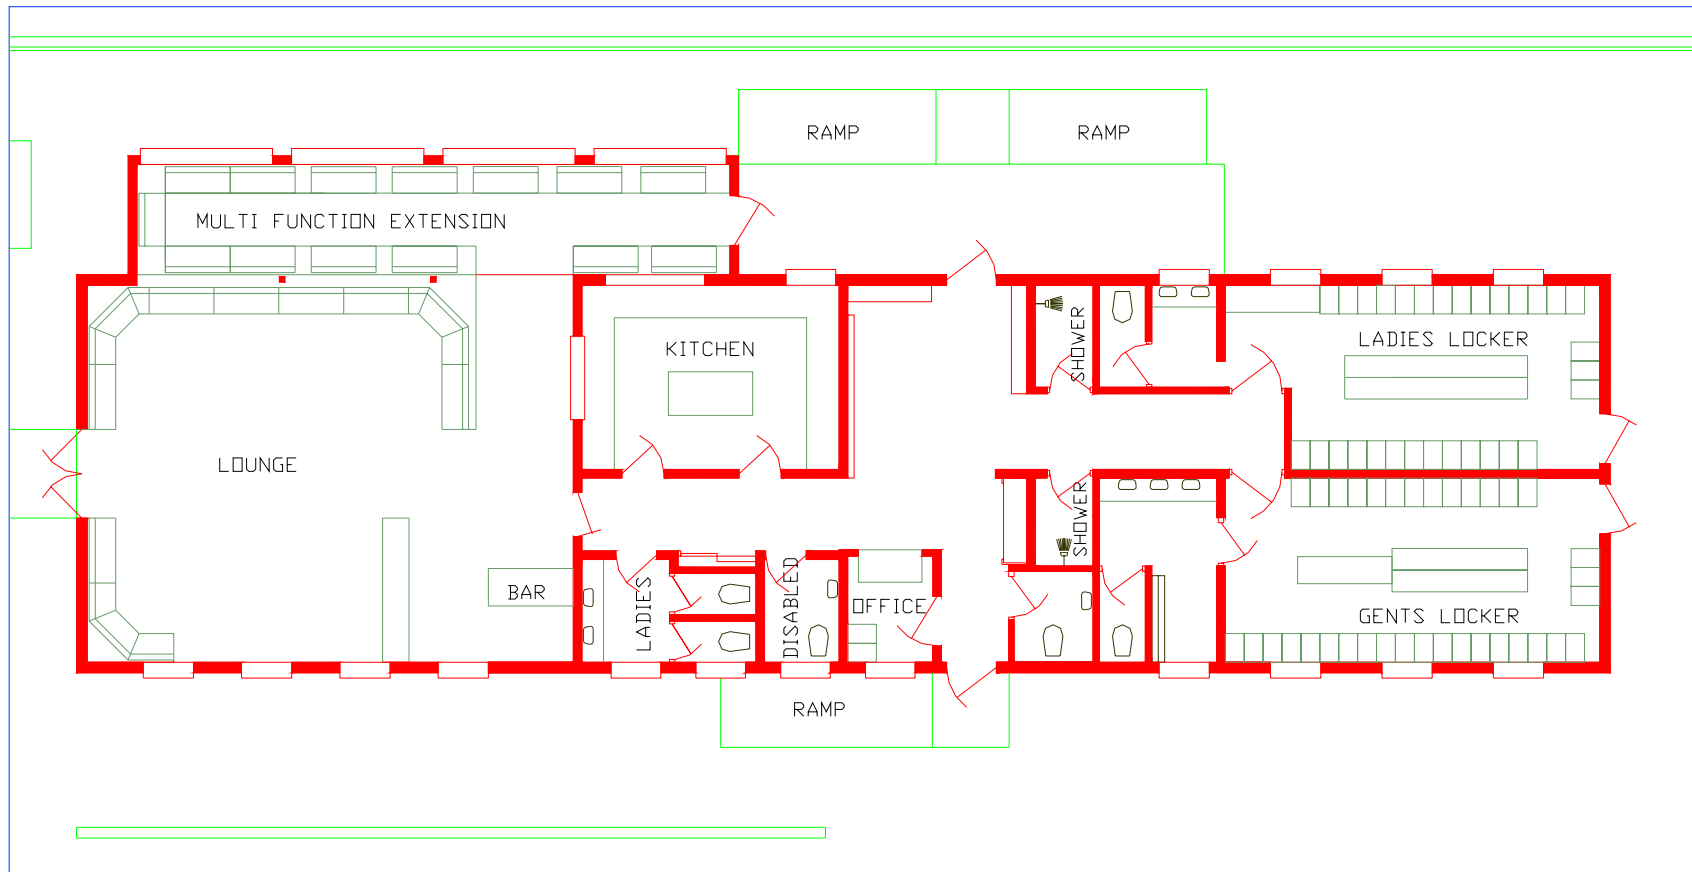 RAMP
RAMP
MULTI FUNCTION EXTENSION
SHOWER
LADIES LOCKER
KITCHEN
LOUNGE
SHOWER
BAR
LADIES
DISABLED
OFFICE
GENTS LOCKER
RAMP